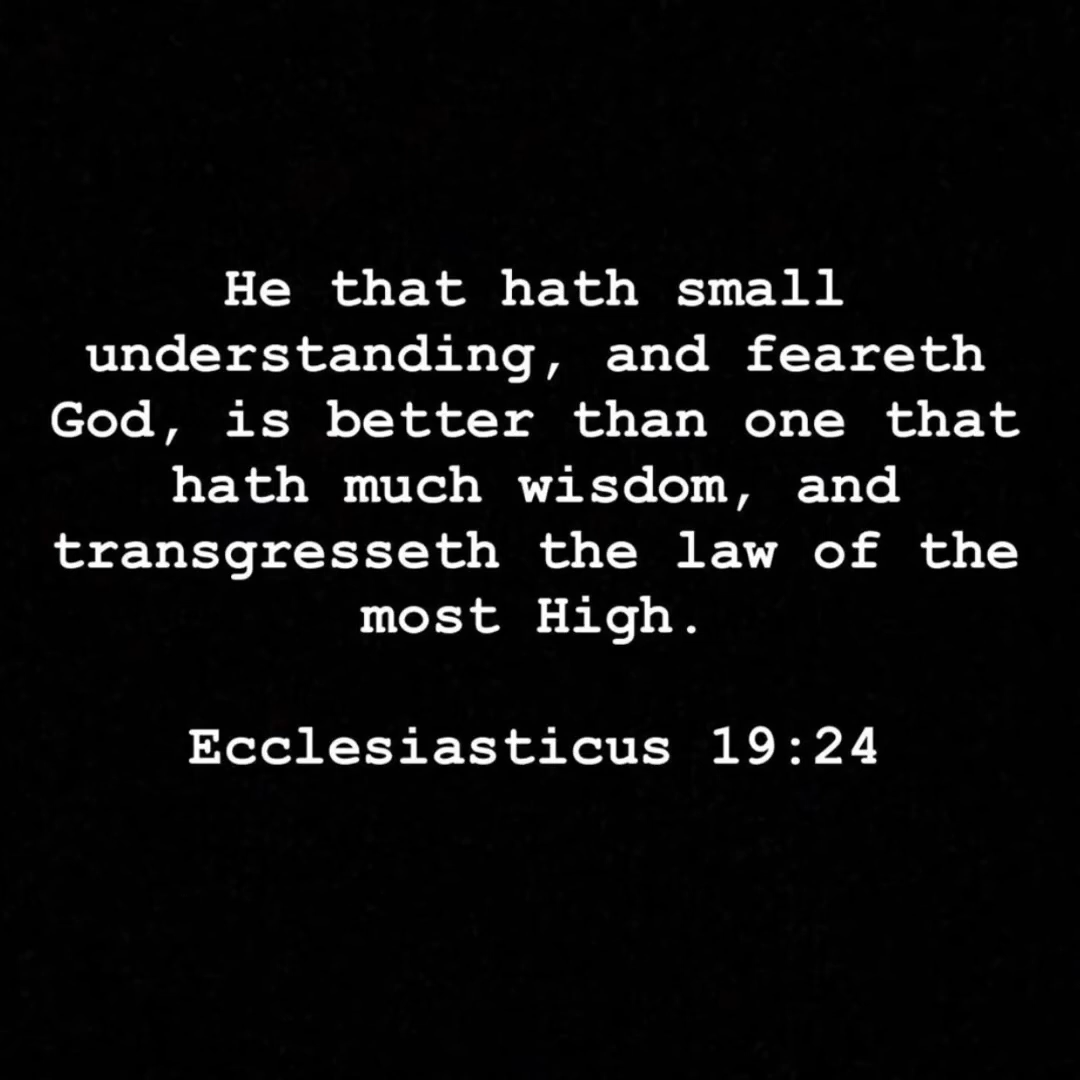 He that hath small
understanding, and feareth
God, is better than one that
hath much wisdom, and
transgresseth the law of the
most High.
Ecclesiasticus 19:24